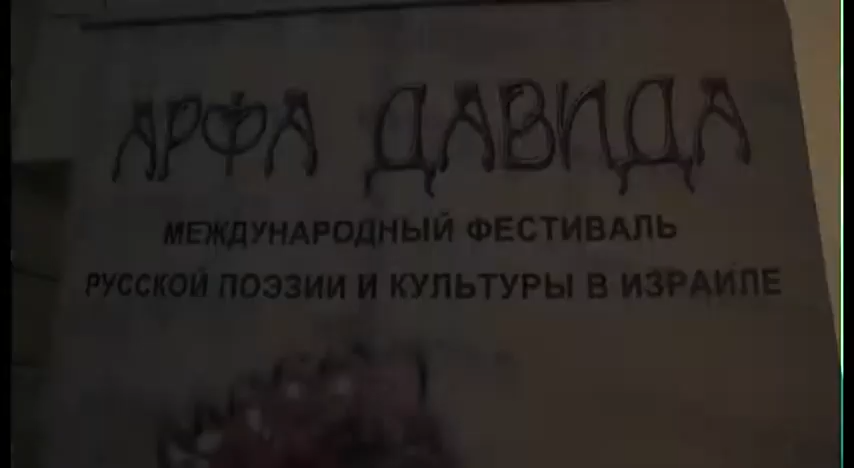 АРФА ДАВИДА
МЕЖДУНАРОДНЫЙ ФЕСТИВАЛЬ
РУССКОЙ ПОЭЗИИ И КУЛЬТУРЫ В ИЗРАИЛЕ